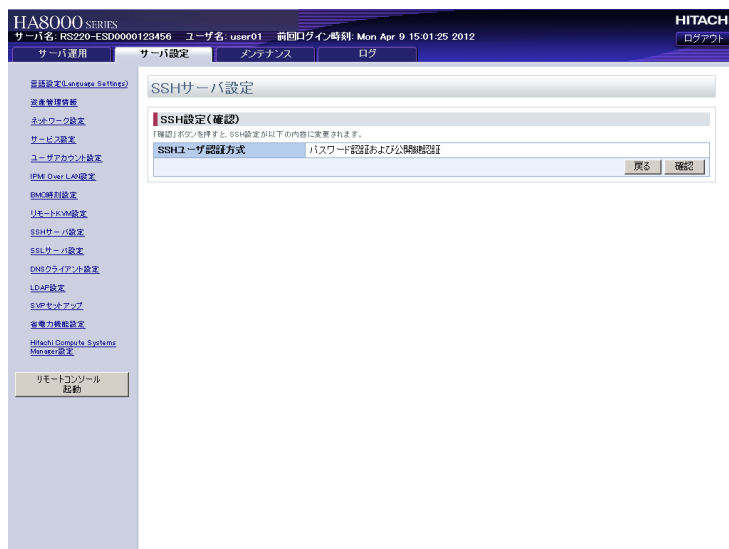 HA8000 SERIES
HITACHI
サーバ名: RS220-ESD0000123456 ユーザ名: user01 前回ログイン時刻: Mon Apr 9 15:01:25 2012
ログアウト
サーバ運用 サーバ設定 メンテナンス ログ
言語設定(Language Settings)
資産管理情報
ネットワーク設定
サービス設定
ユーザアカウント設定
IPMI Over LAN設定
BMC時刻設定
リモートKVM設定
SSHサーバ設定
SSLサーバ設定
DNSクライアント設定
LDAP設定
SVPセットアップ
省電力機能設定
Hitachi Compute Systems
Manager設定
リモートコンソール
起動
SSHサーバ設定
SSH設定(確認)
「確認」ボタンを押すと、SSH設定が以下の内容に変更されます。
SSHユーザ認証方式 パスワード認証および公開鍵認証
戻る 確認